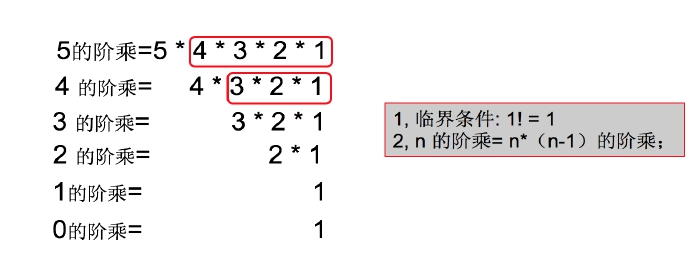 5的阶乘=5 * 4 * 3 * 2 * 1
4 的阶乘= 4 * 3 * 2 * 1
3 的阶乘= 3 * 2 * 1
2 的阶乘= 2 * 1
1的阶乘= 1
0的阶乘= 1
1, 临界条件: 1! = 1
2, n 的阶乘= n*（n-1）的阶乘；